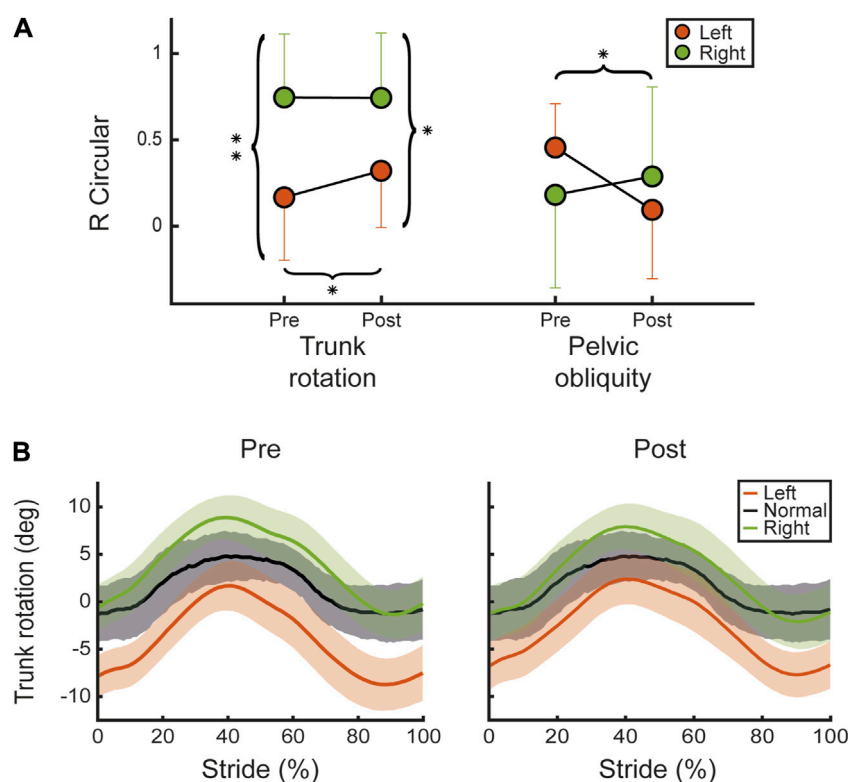 A
R Circular
1
0.5
0
Left
Right
*
*
*
*
*
Pre
Post
Pre
Post
Trunk
rotation
Pelvic
obliquity
B
Pre
Post
Trunk rotation (deg)
10
5
0
-5
-10
Left
Normal
Right
0
20
40
60
80
100
0
20
40
60
80
100
Stride (%)
Stride (%)